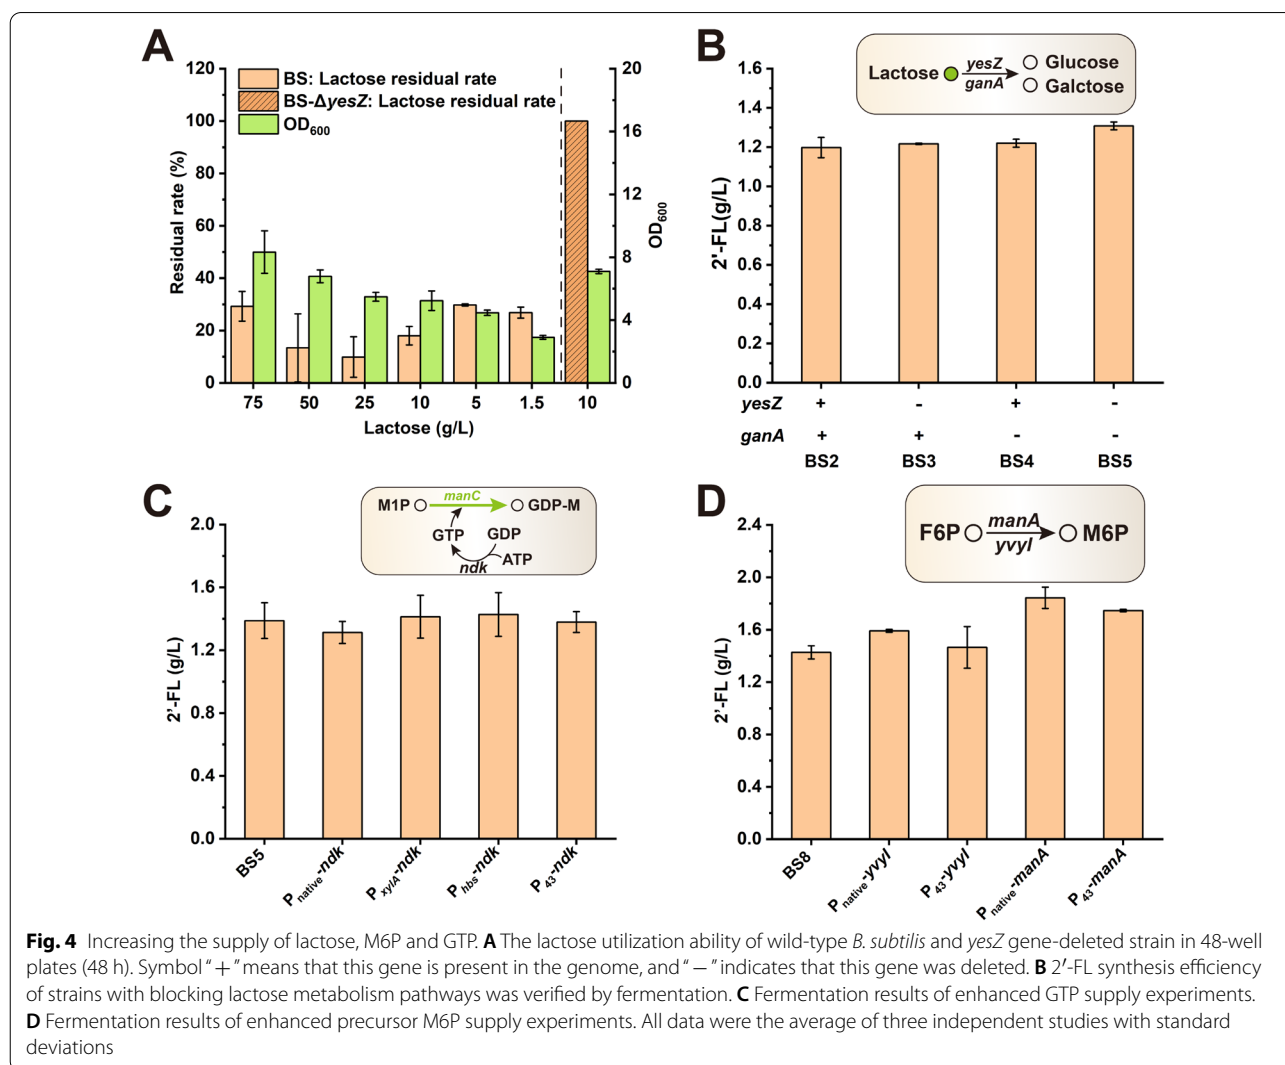 A
BS: Lactose residual rate
BS-ΔyesZ: Lactose residual rate
OD600
Residual rate (%)
120
100
80
60
40
20
0
20
16
12
8
4
0
OD600
75 50 25 10 5 1.5 10
Lactose (g/L)
B
Lactose yesZ ganA Glucose
Galctose
2'-FL(g/L)
1.6
1.4
1.2
1.0
0.8
0.6
0.4
0.2
0.0
yesZ + - + -
ganA + + - -
BS2 BS3 BS4 BS5
C
M1P manC GDP-M
GTP GDP
ATP
ndk
2'-FL (g/L)
2.0
1.6
1.2
0.8
0.4
0.0
BS5 Pnative-ndk PxylA-ndk Phbs-ndk P43-ndk
D
F6P manA yvyI M6P
2'-FL (g/L)
2.4
2.0
1.6
1.2
0.8
0.4
0.0
BS8 Pnative-yvyI P43-yvyI Pnative-manA P43-manA
Fig. 4 Increasing the supply of lactose, M6P and GTP. A The lactose utilization ability of wild-type B. subtilis and yesZ gene-deleted strain in 48-well
plates (48 h). Symbol "+" means that this gene is present in the genome, and "−" indicates that this gene was deleted. B 2′-FL synthesis efficiency
of strains with blocking lactose metabolism pathways was verified by fermentation. C Fermentation results of enhanced GTP supply experiments.
D Fermentation results of enhanced precursor M6P supply experiments. All data were the average of three independent studies with standard
deviations